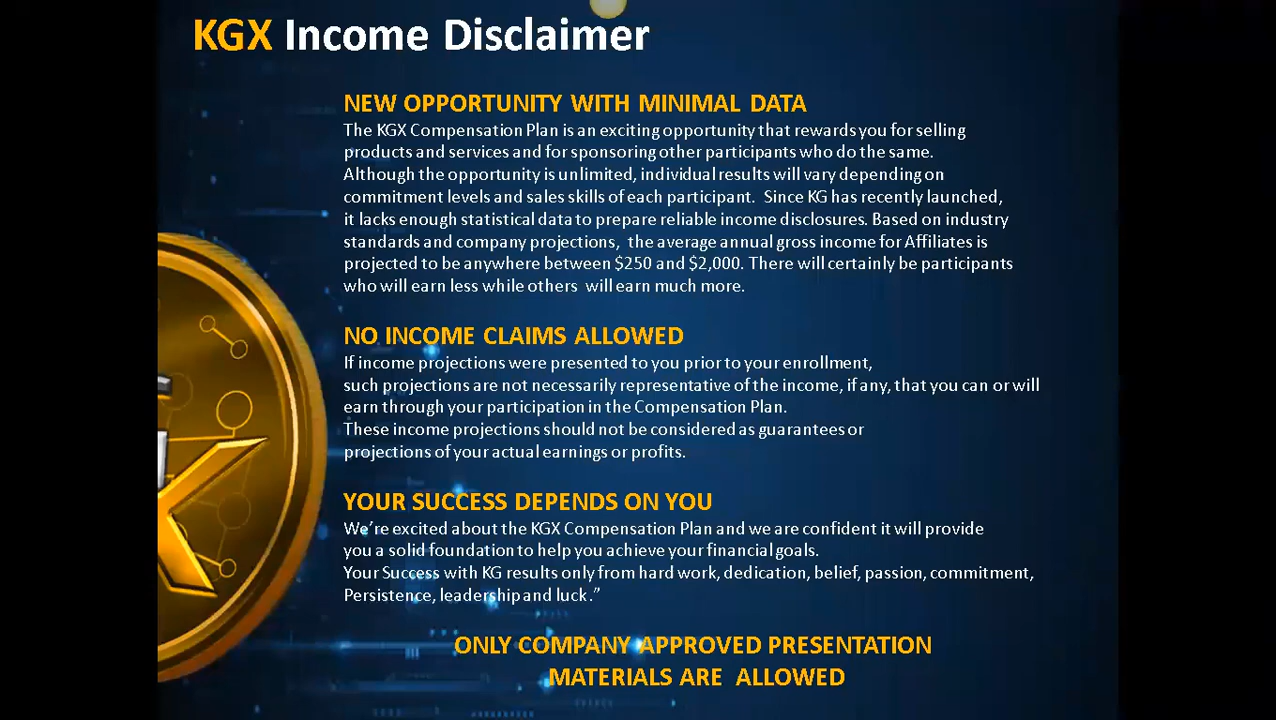 KGX Income Disclaimer
NEW OPPORTUNITY WITH MINIMAL DATA
The KGX Compensation Plan is an exciting opportunity that rewards you for selling
products and services and for sponsoring other participants who do the same.
Although the opportunity is unlimited, individual results will vary depending on
commitment levels and sales skills of each participant. Since KG has recently launched,
it lacks enough statistical data to prepare reliable income disclosures. Based on industry
standards and company projections, the average annual gross income for Affiliates is
projected to be anywhere between $250 and $2,000. There will certainly be participants
who will earn less while others will earn much more.
NO INCOME CLAIMS ALLOWED
If income projections were presented to you prior to your enrollment,
such projections are not necessarily representative of the income, if any, that you can or will
earn through your participation in the Compensation Plan.
These income projections should not be considered as guarantees or
projections of your actual earnings or profits.
YOUR SUCCESS DEPENDS ON YOU
We're excited about the KGX Compensation Plan and we are confident it will provide
you a solid foundation to help you achieve your financial goals.
Your Success with KG results only from hard work, dedication, belief, passion, commitment,
Persistence, leadership and luck.”
ONLY COMPANY APPROVED PRESENTATION
MATERIALS ARE ALLOWED